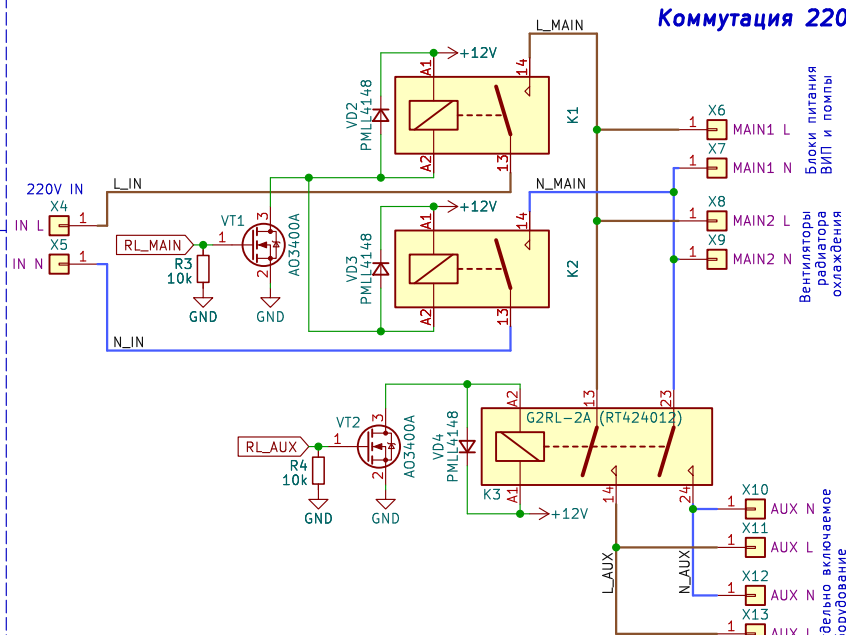 Коммутация 220
L_MAIN
+12V
A1
14
VD2
PMLL4148
K1
A2
13
X6
1
MAIN1 L
X7
1
MAIN1 N
Блоки питания
ВИП и помпы
220V IN
L_IN
N_MAIN
X4
IN L
1
X5
IN N
1
VT1
3
1
2
AO3400A
RL_MAIN
R3
10k
GND
GND
+12V
A1
14
VD3
PMLL4148
K2
A2
13
X8
1
MAIN2 L
X9
1
MAIN2 N
Вентиляторы
радиатора
охлаждения
N_IN
A2
13
23
G2RL-2A (RT424012)
VT2
3
1
2
AO3400A
RL_AUX
R4
10k
GND
GND
VD4
PMLL4148
K3
A1
14
24
+12V
L_AUX
N_AUX
X10
1
AUX N
X11
1
AUX L
X12
1
AUX N
X13
1
AUX L
дельно включаемое
орудование